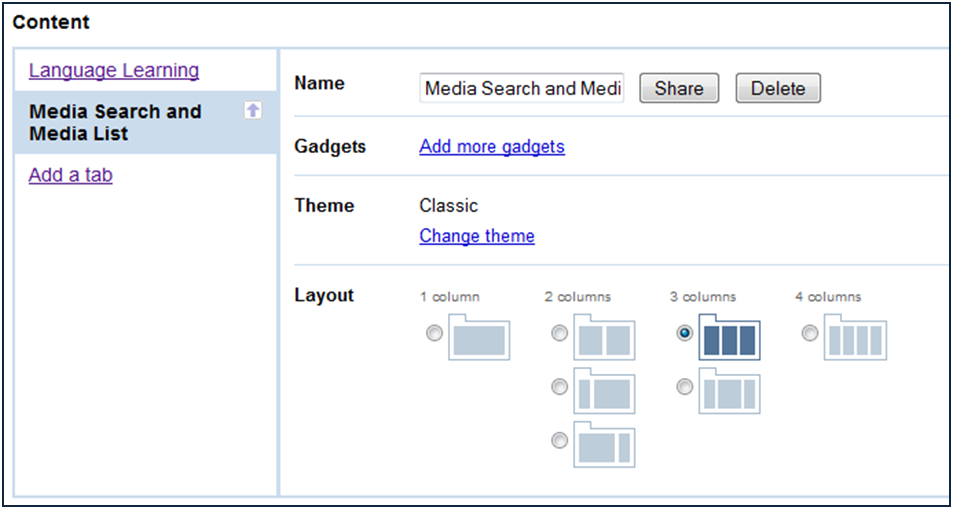 Content
Language Learning
Media Search and
Media List
Add a tab
Name
Media Search and Medi
Share
Delete
Gadgets
Add more gadgets
Theme
Classic
Change theme
Layout
1 column
2 columns
3 columns
4 columns